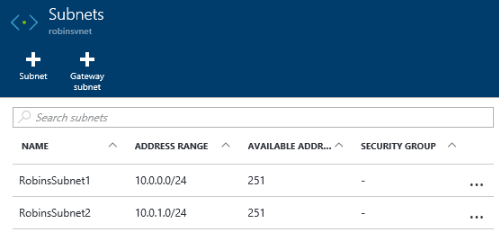 Subnets
robinsvnet
Subnet
Gateway
subnet
Search subnets
NAME ADDRESS RANGE AVAILABLE ADDR... SECURITY GROUP
RobinsSubnet1 10.0.0.0/24 251 - ...
RobinsSubnet2 10.0.1.0/24 251 - ...